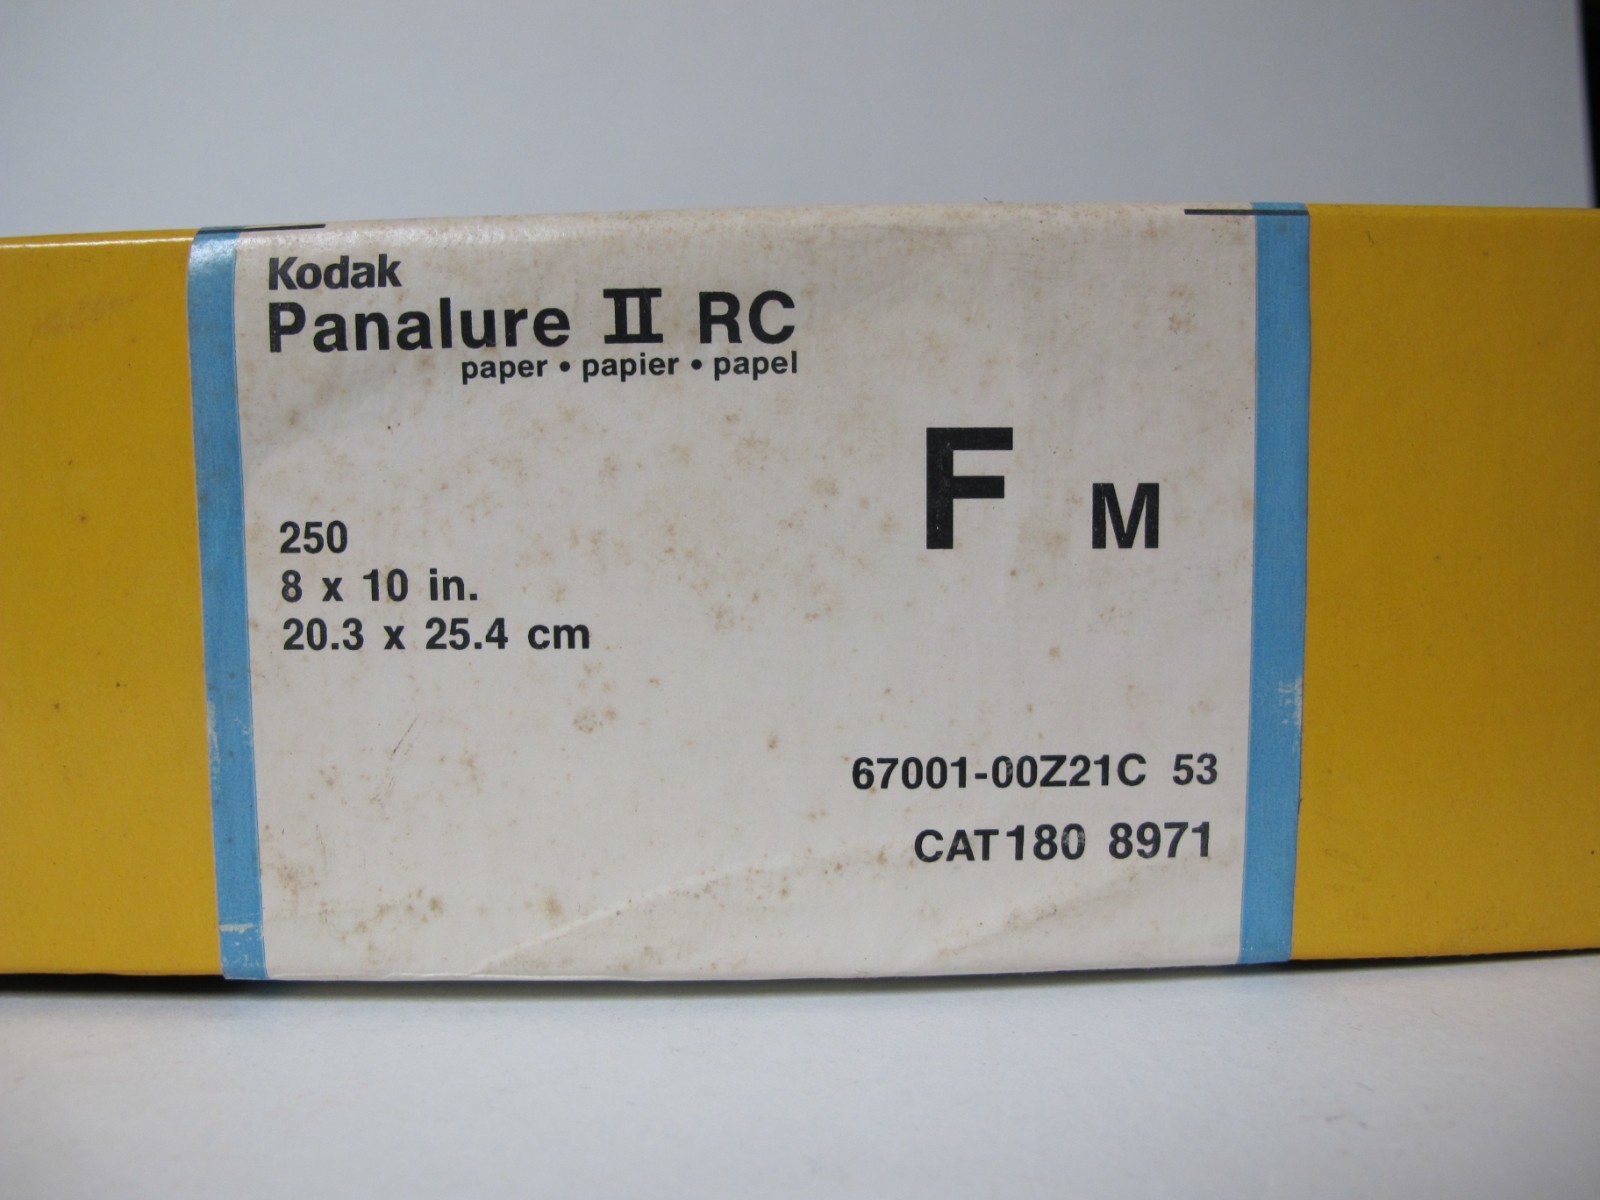 Kodak
Panalure II RC
paper • papier • papel
F M
250
8 x 10 in.
20.3 x 25.4 cm
67001-00Z21C 53
CAT 180 8971